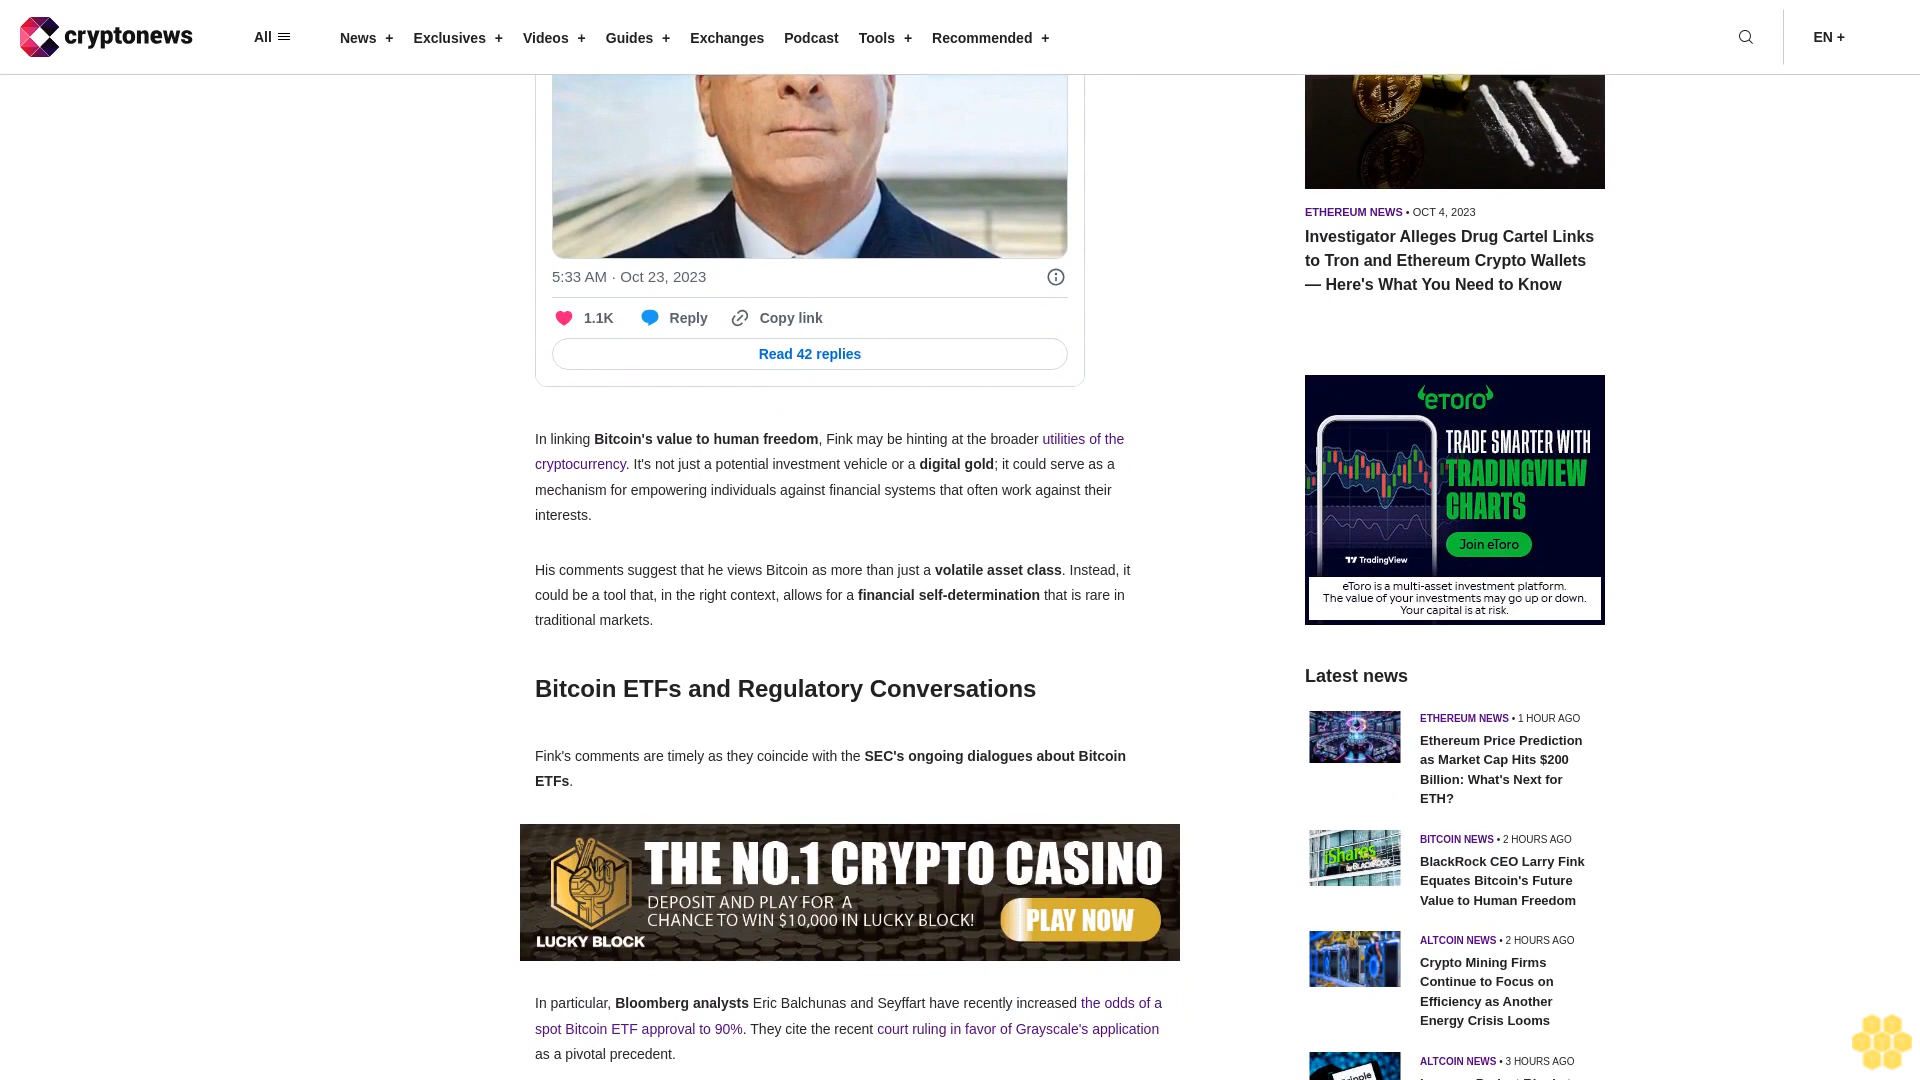 cryptonews
All
News +
Exclusives +
Videos +
Guides +
Exchanges
Podcast
Tools +
Recommended +
EN +
5:33 AM · Oct 23, 2023
1.1K
Reply
Copy link
Read 42 replies
In linking Bitcoin's value to human freedom, Fink may be hinting at the broader utilities of the
cryptocurrency. It's not just a potential investment vehicle or a digital gold; it could serve as a
mechanism for empowering individuals against financial systems that often work against their
interests.
His comments suggest that he views Bitcoin as more than just a volatile asset class. Instead, it
could be a tool that, in the right context, allows for a financial self-determination that is rare in
traditional markets.
Bitcoin ETFs and Regulatory Conversations
Fink's comments are timely as they coincide with the SEC's ongoing dialogues about Bitcoin
ETFs.
THE NO.1 CRYPTO CASINO
DEPOSIT AND PLAY FOR A
CHANCE TO WIN $10,000 IN LUCKY BLOCK!
PLAY NOW
LUCKY BLOCK
In particular, Bloomberg analysts Eric Balchunas and Seyffart have recently increased the odds of a
spot Bitcoin ETF approval to 90%. They cite the recent court ruling in favor of Grayscale's application
as a pivotal precedent.
ETHEREUM NEWS • OCT 4, 2023
Investigator Alleges Drug Cartel Links
to Tron and Ethereum Crypto Wallets
— Here's What You Need to Know
eTORO
TRADE SMARTER WITH
TRADINGVIEW
CHARTS
Join eToro
TradingView
eToro is a multi-asset investment platform.
The value of your investments may go up or down.
Your capital is at risk.
Latest news
ETHEREUM NEWS • 1 HOUR AGO
Ethereum Price Prediction
as Market Cap Hits $200
Billion: What's Next for
ETH?
iShares
by BLACKROCK
BITCOIN NEWS • 2 HOURS AGO
BlackRock CEO Larry Fink
Equates Bitcoin's Future
Value to Human Freedom
ALTCOIN NEWS • 2 HOURS AGO
Crypto Mining Firms
Continue to Focus on
Efficiency as Another
Energy Crisis Looms
ALTCOIN NEWS • 3 HOURS AGO